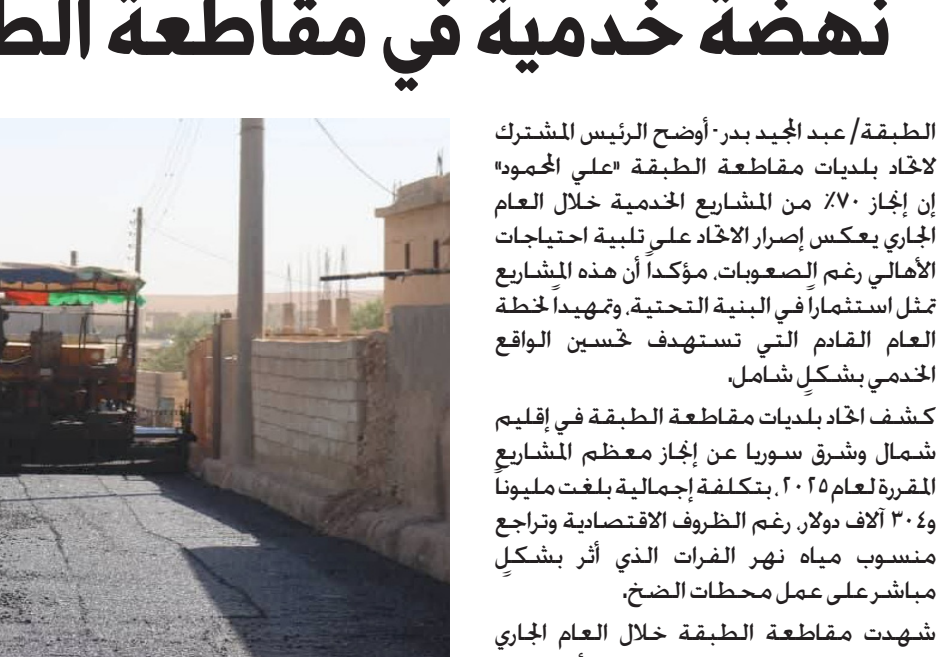 نهضة خدمية في مقاطعة
الطبقة/ عبد المجيد بدر- أوضح الرئيس المشترك
لاتحاد بلديات مقاطعة الطبقة "علي المحمود"
إن إنجاز ٧٠٪ من المشاريع الخدمية خلال العام
الجاري يعكس إصرار الاتحاد على تلبية احتياجات
الأهالي رغم الصعوبات، مؤكداً أن هذه المشاريع
تمثل استثماراً في البنية التحتية، وتمهيداً لخطة
العام القادم التي تستهدف تحسين الواقع
الخدمي بشكلٍ شامل.
كشف اتحاد بلديات مقاطعة الطبقة في إقليم
شمال وشرق سوريا عن إنجاز معظم المشاريع
المقررة لعام ٢٠٢٥، بتكلفة إجمالية بلغت مليوناً
و٣٠٤ آلاف دولار، رغم الظروف الاقتصادية وتراجع
منسوب مياه نهر الفرات الذي أثر بشكلٍ
مباشر على عمل محطات الضخ.
شهدت مقاطعة الطبقة خلال العام الجاري